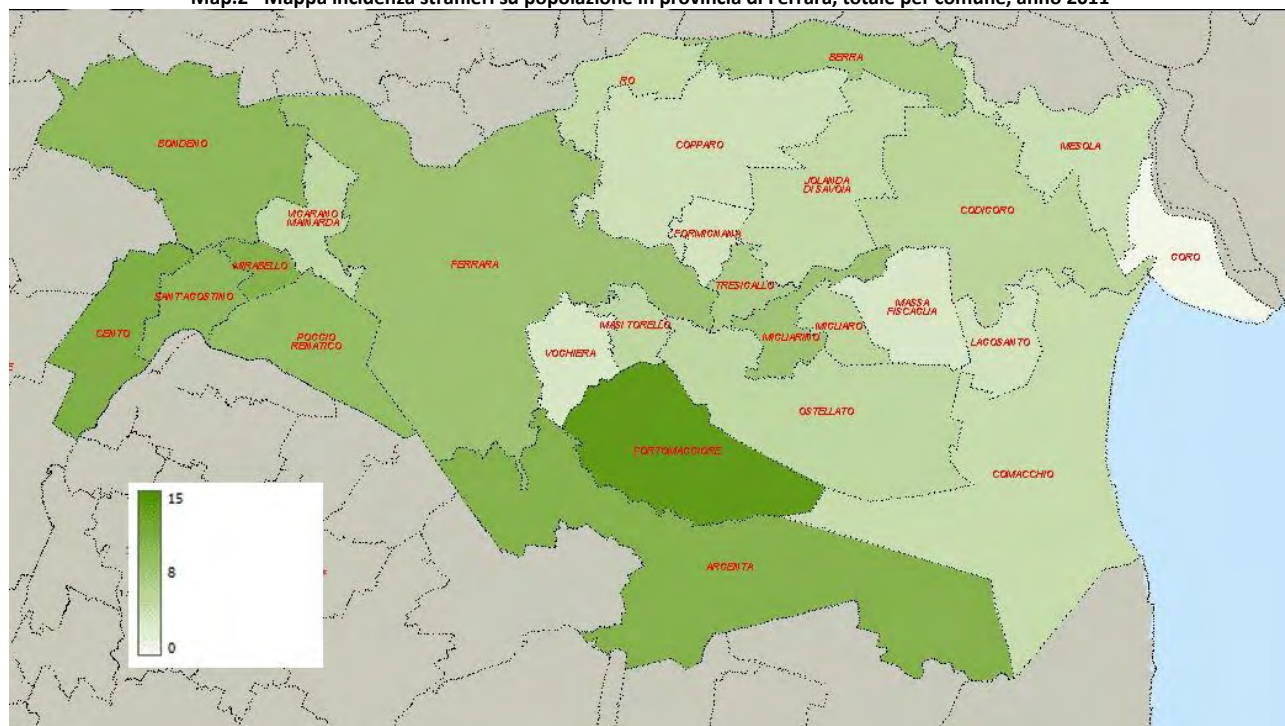 Map.2 - Mappa incidenza stranieri su popolazione in provincia di Ferrara, totale per comune, anno 2011
BERRA
RO
BONDENO
COPPARO
MESOLA
JOLANDA
DI SAVOIA
VIGARANO
MAINARDA
CODIGORO
FORMIGNANA
GORO
FERRARA
MIRABELLO
TRESIGALLO
SANT'AGOSTINO
MASSA
FISCAGLIA
CENTO
MASI TORELLO
MIGLIARO
MIGLIARINO
POGGIO
RENATICO
LAGOSANTO
VOGHIERA
OSTELLATO
PORTOMAGGIORE
COMACCHIO
ARGENTA
15
8
0